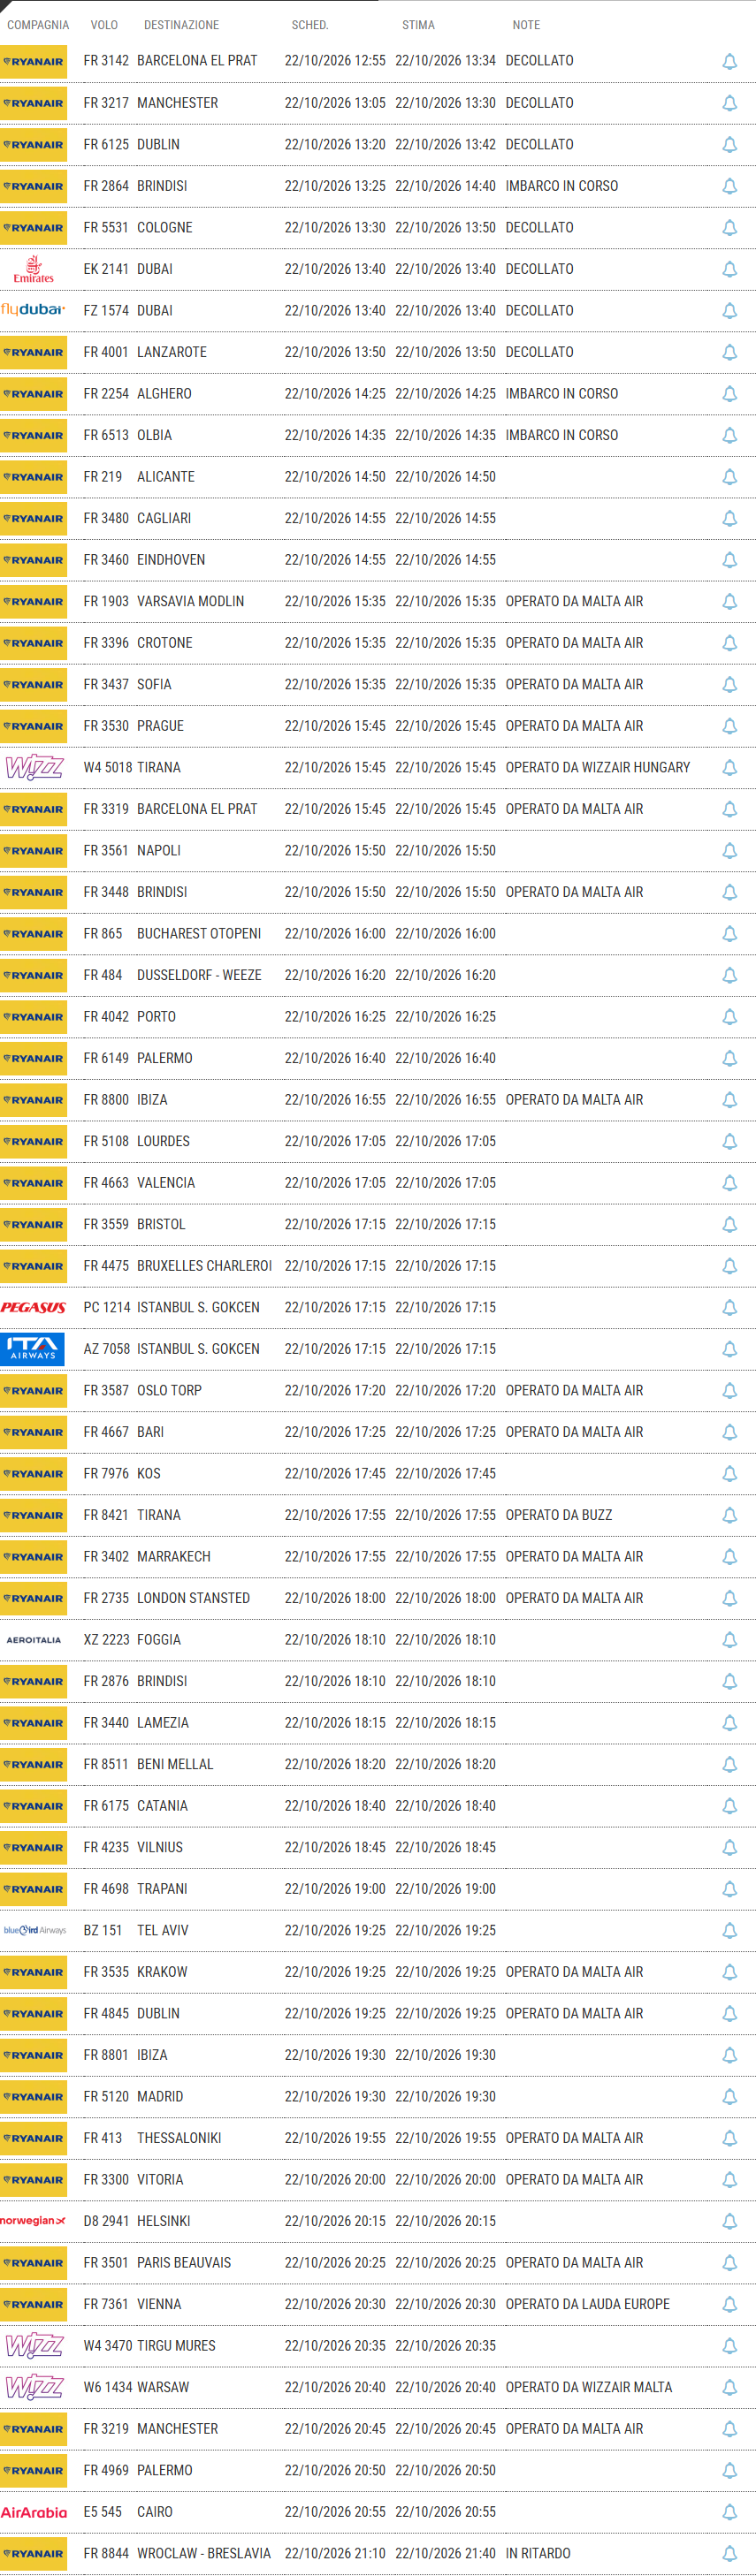 COMPAGNIA VOLO DESTINAZIONE SCHED. STIMA NOTE
RYANAIR FR 3142 BARCELONA EL PRAT 22/10/2026 12:55 22/10/2026 13:34 DECOLLATO
RYANAIR FR 3217 MANCHESTER 22/10/2026 13:05 22/10/2026 13:30 DECOLLATO
RYANAIR FR 6125 DUBLIN 22/10/2026 13:20 22/10/2026 13:42 DECOLLATO
RYANAIR FR 2864 BRINDISI 22/10/2026 13:25 22/10/2026 14:40 IMBARCO IN CORSO
RYANAIR FR 5531 COLOGNE 22/10/2026 13:30 22/10/2026 13:50 DECOLLATO
Emirates EK 2141 DUBAI 22/10/2026 13:40 22/10/2026 13:40 DECOLLATO
flydubai FZ 1574 DUBAI 22/10/2026 13:40 22/10/2026 13:40 DECOLLATO
RYANAIR FR 4001 LANZAROTE 22/10/2026 13:50 22/10/2026 13:50 DECOLLATO
RYANAIR FR 2254 ALGHERO 22/10/2026 14:25 22/10/2026 14:25 IMBARCO IN CORSO
RYANAIR FR 6513 OLBIA 22/10/2026 14:35 22/10/2026 14:35 IMBARCO IN CORSO
RYANAIR FR 219 ALICANTE 22/10/2026 14:50 22/10/2026 14:50
RYANAIR FR 3480 CAGLIARI 22/10/2026 14:55 22/10/2026 14:55
RYANAIR FR 3460 EINDHOVEN 22/10/2026 14:55 22/10/2026 14:55
RYANAIR FR 1903 VARSAVIA MODLIN 22/10/2026 15:35 22/10/2026 15:35 OPERATO DA MALTA AIR
RYANAIR FR 3396 CROTONE 22/10/2026 15:35 22/10/2026 15:35 OPERATO DA MALTA AIR
RYANAIR FR 3437 SOFIA 22/10/2026 15:35 22/10/2026 15:35 OPERATO DA MALTA AIR
RYANAIR FR 3530 PRAGUE 22/10/2026 15:45 22/10/2026 15:45 OPERATO DA MALTA AIR
WIZZ W4 5018 TIRANA 22/10/2026 15:45 22/10/2026 15:45 OPERATO DA WIZZAIR HUNGARY
RYANAIR FR 3319 BARCELONA EL PRAT 22/10/2026 15:45 22/10/2026 15:45 OPERATO DA MALTA AIR
RYANAIR FR 3561 NAPOLI 22/10/2026 15:50 22/10/2026 15:50
RYANAIR FR 3448 BRINDISI 22/10/2026 15:50 22/10/2026 15:50 OPERATO DA MALTA AIR
RYANAIR FR 865 BUCHAREST OTOPENI 22/10/2026 16:00 22/10/2026 16:00
RYANAIR FR 484 DUSSELDORF - WEEZE 22/10/2026 16:20 22/10/2026 16:20
RYANAIR FR 4042 PORTO 22/10/2026 16:25 22/10/2026 16:25
RYANAIR FR 6149 PALERMO 22/10/2026 16:40 22/10/2026 16:40
RYANAIR FR 8800 IBIZA 22/10/2026 16:55 22/10/2026 16:55 OPERATO DA MALTA AIR
RYANAIR FR 5108 LOURDES 22/10/2026 17:05 22/10/2026 17:05
RYANAIR FR 4663 VALENCIA 22/10/2026 17:05 22/10/2026 17:05
RYANAIR FR 3559 BRISTOL 22/10/2026 17:15 22/10/2026 17:15
RYANAIR FR 4475 BRUXELLES CHARLEROI 22/10/2026 17:15 22/10/2026 17:15
PEGASUS PC 1214 ISTANBUL S. GOKCEN 22/10/2026 17:15 22/10/2026 17:15
ITA AIRWAYS AZ 7058 ISTANBUL S. GOKCEN 22/10/2026 17:15 22/10/2026 17:15
RYANAIR FR 3587 OSLO TORP 22/10/2026 17:20 22/10/2026 17:20 OPERATO DA MALTA AIR
RYANAIR FR 4667 BARI 22/10/2026 17:25 22/10/2026 17:25 OPERATO DA MALTA AIR
RYANAIR FR 7976 KOS 22/10/2026 17:45 22/10/2026 17:45
RYANAIR FR 8421 TIRANA 22/10/2026 17:55 22/10/2026 17:55 OPERATO DA BUZZ
RYANAIR FR 3402 MARRAKECH 22/10/2026 17:55 22/10/2026 17:55 OPERATO DA MALTA AIR
RYANAIR FR 2735 LONDON STANSTED 22/10/2026 18:00 22/10/2026 18:00 OPERATO DA MALTA AIR
AEROITALIA XZ 2223 FOGGIA 22/10/2026 18:10 22/10/2026 18:10
RYANAIR FR 2876 BRINDISI 22/10/2026 18:10 22/10/2026 18:10
RYANAIR FR 3440 LAMEZIA 22/10/2026 18:15 22/10/2026 18:15
RYANAIR FR 8511 BENI MELLAL 22/10/2026 18:20 22/10/2026 18:20
RYANAIR FR 6175 CATANIA 22/10/2026 18:40 22/10/2026 18:40
RYANAIR FR 4235 VILNIUS 22/10/2026 18:45 22/10/2026 18:45
RYANAIR FR 4698 TRAPANI 22/10/2026 19:00 22/10/2026 19:00
blueBird Airways BZ 151 TEL AVIV 22/10/2026 19:25 22/10/2026 19:25
RYANAIR FR 3535 KRAKOW 22/10/2026 19:25 22/10/2026 19:25 OPERATO DA MALTA AIR
RYANAIR FR 4845 DUBLIN 22/10/2026 19:25 22/10/2026 19:25 OPERATO DA MALTA AIR
RYANAIR FR 8801 IBIZA 22/10/2026 19:30 22/10/2026 19:30
RYANAIR FR 5120 MADRID 22/10/2026 19:30 22/10/2026 19:30
RYANAIR FR 413 THESSALONIKI 22/10/2026 19:55 22/10/2026 19:55 OPERATO DA MALTA AIR
RYANAIR FR 3300 VITORIA 22/10/2026 20:00 22/10/2026 20:00 OPERATO DA MALTA AIR
norwegian D8 2941 HELSINKI 22/10/2026 20:15 22/10/2026 20:15
RYANAIR FR 3501 PARIS BEAUVAIS 22/10/2026 20:25 22/10/2026 20:25 OPERATO DA MALTA AIR
RYANAIR FR 7361 VIENNA 22/10/2026 20:30 22/10/2026 20:30 OPERATO DA LAUDA EUROPE
WIZZ W4 3470 TIRGU MURES 22/10/2026 20:35 22/10/2026 20:35
WIZZ W6 1434 WARSAW 22/10/2026 20:40 22/10/2026 20:40 OPERATO DA WIZZAIR MALTA
RYANAIR FR 3219 MANCHESTER 22/10/2026 20:45 22/10/2026 20:45 OPERATO DA MALTA AIR
RYANAIR FR 4969 PALERMO 22/10/2026 20:50 22/10/2026 20:50
AirArabia E5 545 CAIRO 22/10/2026 20:55 22/10/2026 20:55
RYANAIR FR 8844 WROCLAW - BRESLAVIA 22/10/2026 21:10 22/10/2026 21:40 IN RITARDO